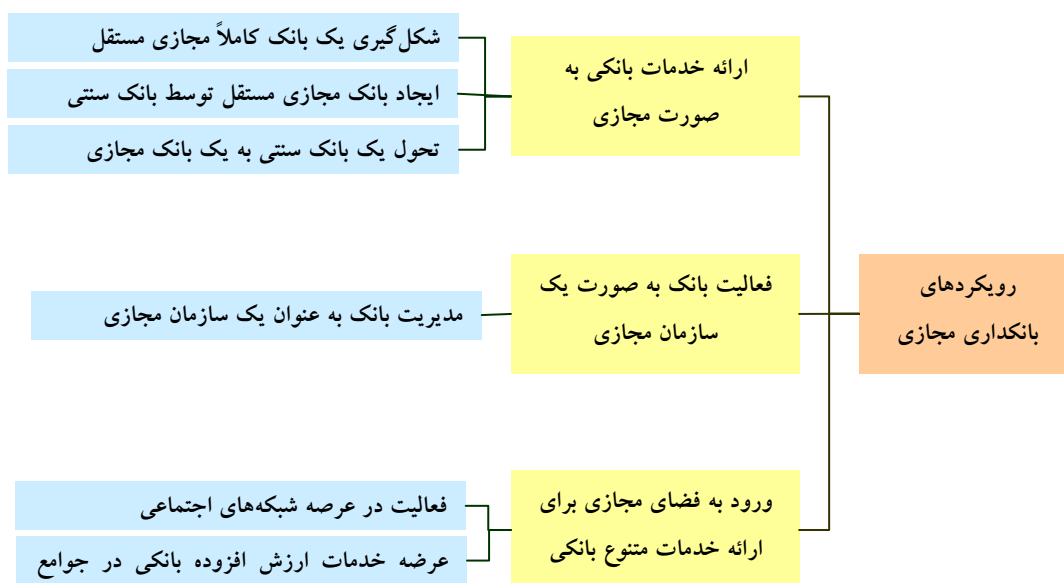 رویکردهای
بانکداری مجازی
ارائه خدمات بانکی به
صورت مجازی
شکل‌گیری یک بانک کاملاً مجازی مستقل
ایجاد بانک مجازی مستقل توسط بانک سنتی
تحول یک بانک سنتی به یک بانک مجازی
فعالیت بانک به صورت یک
سازمان مجازی
مدیریت بانک به عنوان یک سازمان مجازی
ورود به فضای مجازی برای
ارائه خدمات متنوع بانکی
فعالیت در عرصه شبکه‌های اجتماعی
عرضه خدمات ارزش افزوده بانکی در جوامع